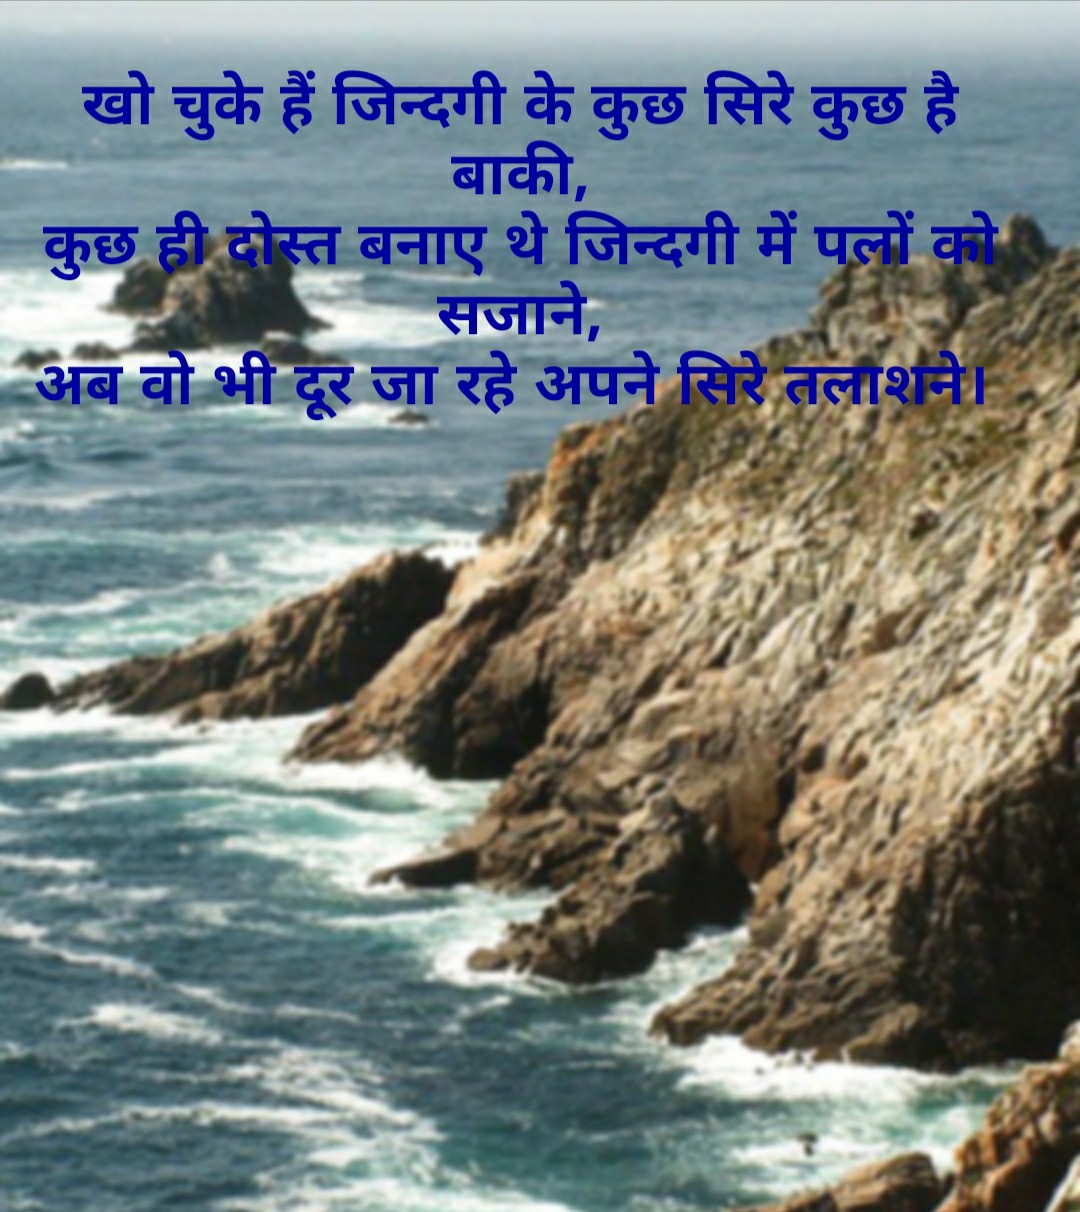 खो चुके हैं जिन्दगी के कुछ सिरे कुछ है
बाकी,
कुछ ही दोस्त बनाए थे जिन्दगी में पलों को
सजाने,
अब वो भी दूर जा रहे अपने सिरे तलाशने।